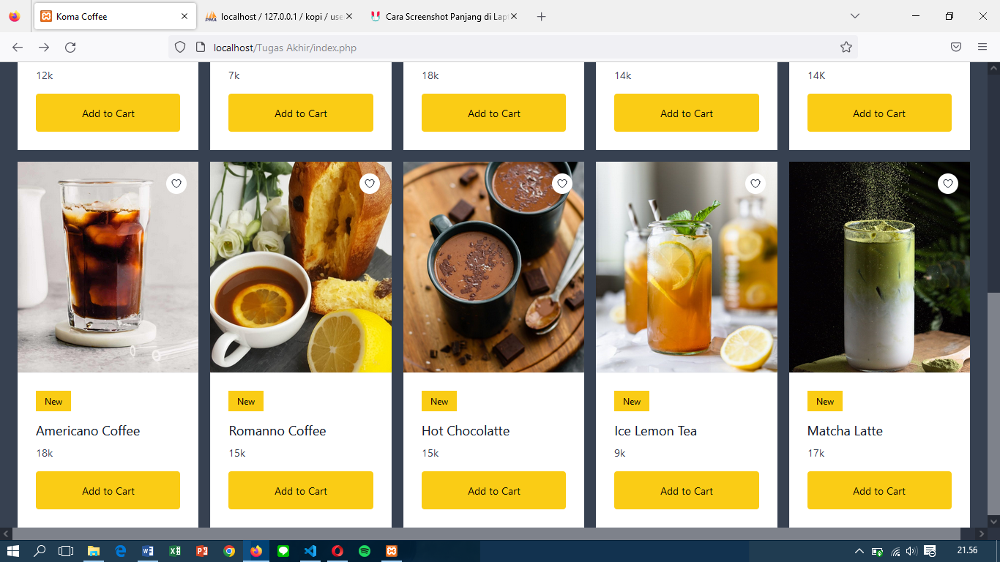 Koma Coffee
localhost / 127.0.0.1 / kopi / use
Cara Screenshot Panjang di Lap
localhost/Tugas Akhir/index.php
12k
7k
18k
14k
14K
Add to Cart
Add to Cart
Add to Cart
Add to Cart
Add to Cart
New
New
New
New
New
Americano Coffee
Romanno Coffee
Hot Chocolatte
Ice Lemon Tea
Matcha Latte
18k
15k
15k
9k
17k
Add to Cart
Add to Cart
Add to Cart
Add to Cart
Add to Cart
21.56